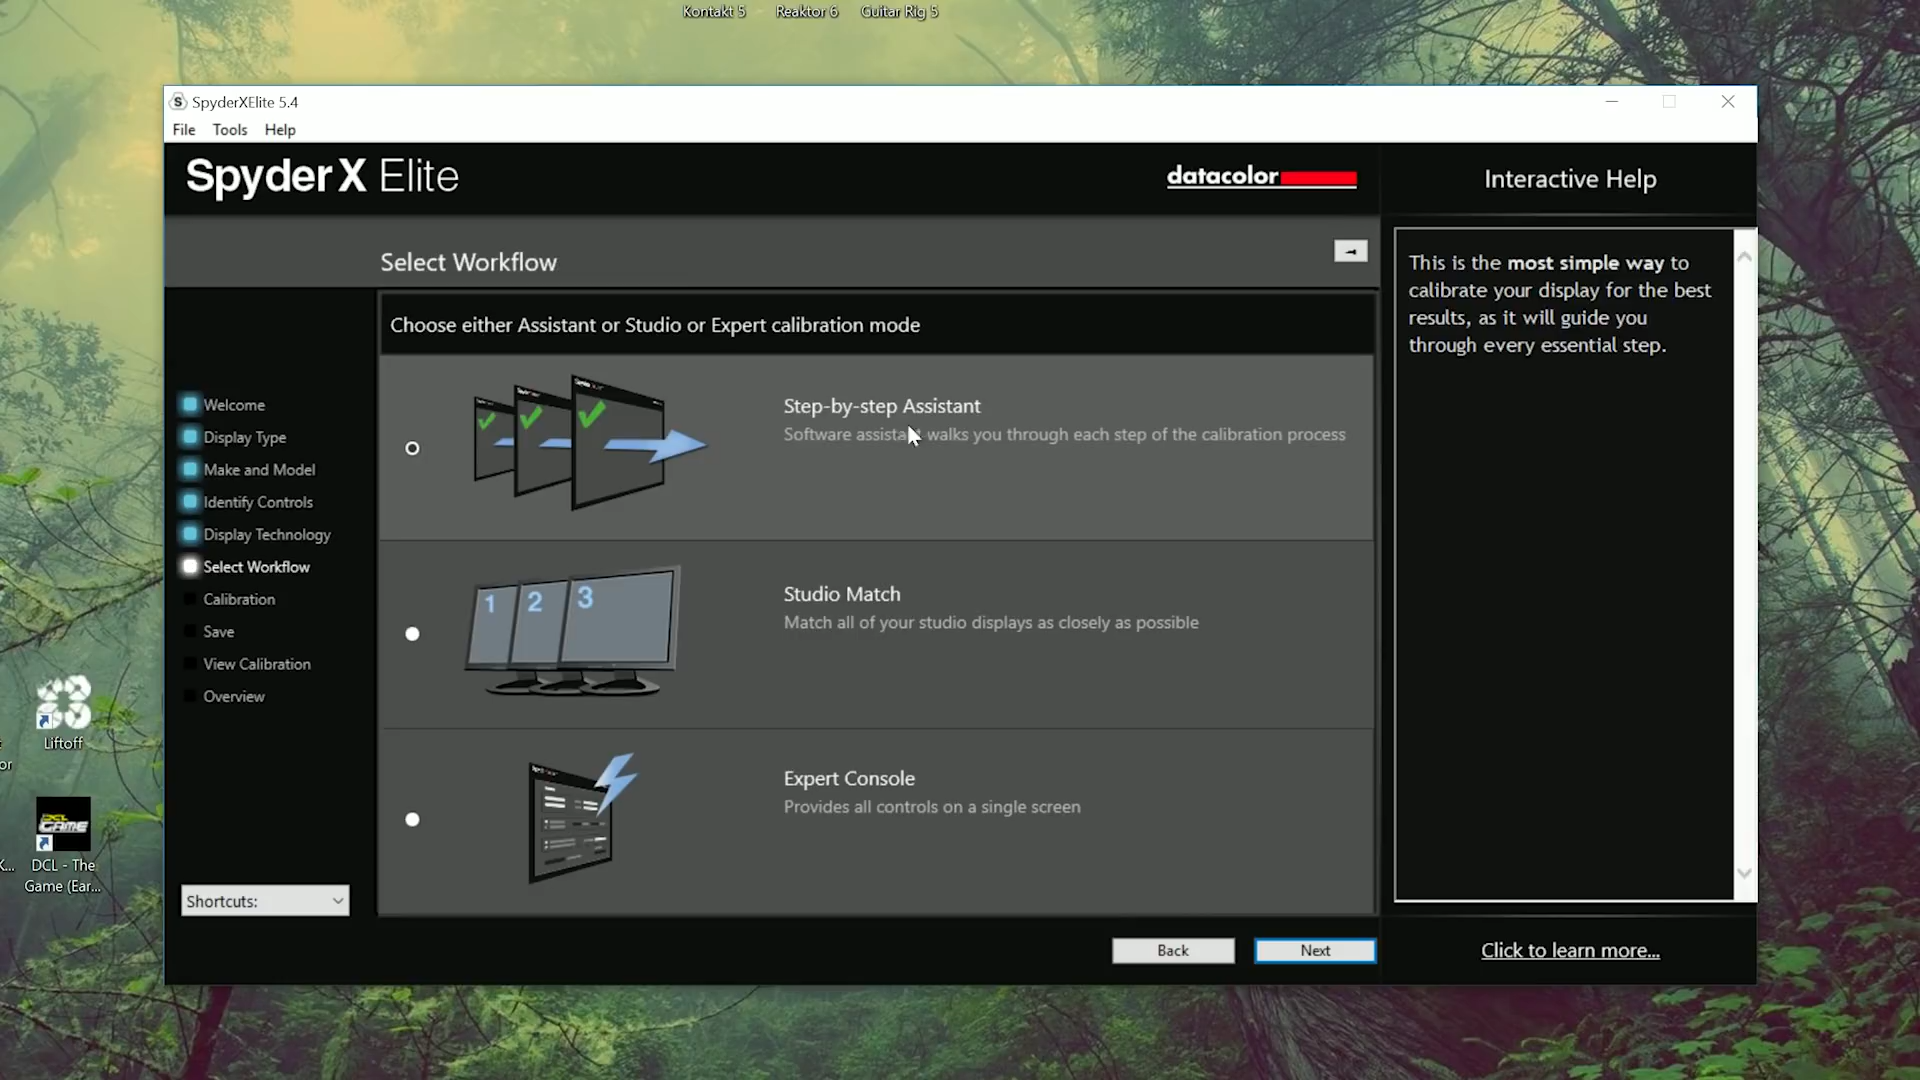 Kontakt 5
Reaktor 6
Guitar Rig 5
SpyderXElite 5.4
File
Tools
Help
SpyderX Elite
datacolor
Interactive Help
Select Workflow
Choose either Assistant or Studio or Expert calibration mode
Welcome
Display Type
Make and Model
Identify Controls
Display Technology
Select Workflow
Calibration
Save
View Calibration
Overview
Shortcuts:
Step-by-step Assistant
Software assistant walks you through each step of the calibration process
1 2 3
Studio Match
Match all of your studio displays as closely as possible
Expert Console
Provides all controls on a single screen
Back
Next
This is the most simple way to
calibrate your display for the best
results, as it will guide you
through every essential step.
Click to learn more...
Liftoff
DCL GAME
DCL - The
Game (Ear...